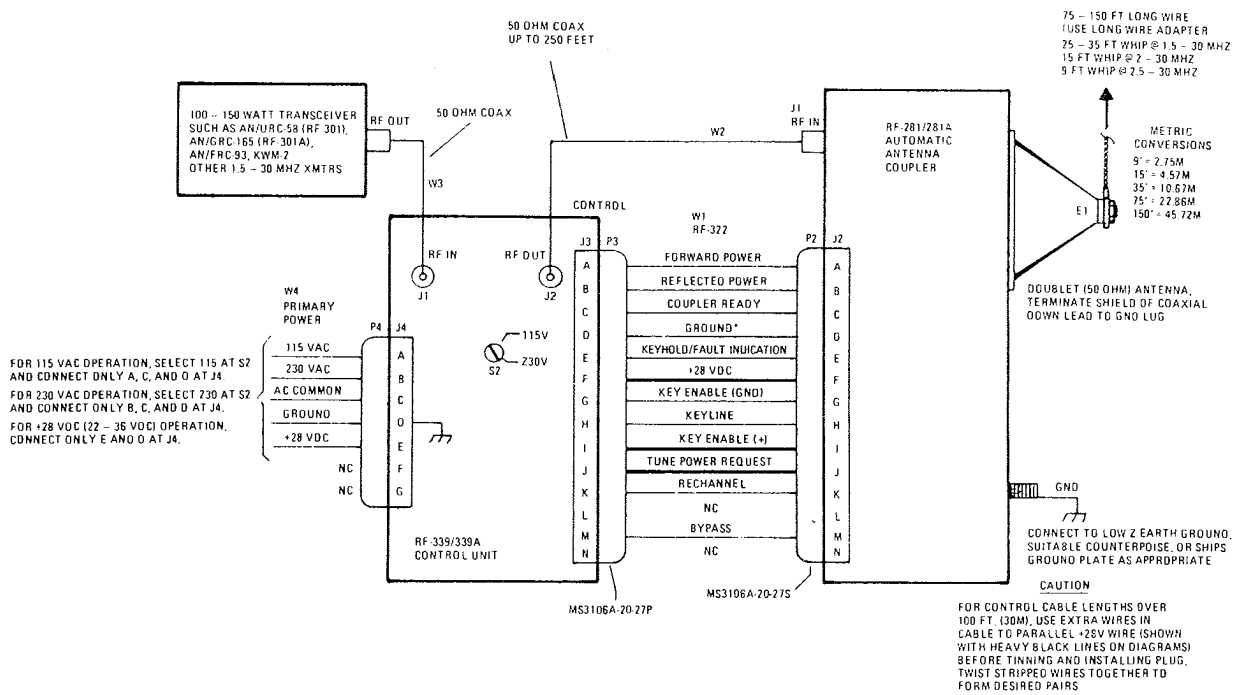 75 – 150 FT LONG WIRE
(USE LONG WIRE ADAPTER
25 – 35 FT WHIP @ 1.5 – 30 MHZ
15 FT WHIP @ 2 – 30 MHZ
9 FT WHIP @ 2.5 – 30 MHZ
50 OHM COAX
UP TO 250 FEET
100 – 150 WATT TRANSCEIVER
SUCH AS AN/URC-58 (RF 301),
AN/GRC-165 (RF-301A),
AN/FRC-93, KWM-2
OTHER 1.5 – 30 MHZ XMTRS
RF OUT
50 OHM COAX
W3
W2
J1
RF IN
RF-281/281A
AUTOMATIC
ANTENNA
COUPLER
METRIC
CONVERSIONS
9' = 2.75M
15' = 4.57M
35' = 10.67M
75' = 22.86M
150' = 45.72M
E1
CONTROL
W1
RF-322
J3 P3
P2 J2
RF IN
J1
RF OUT
J2
115V
230V
S2
A FORWARD POWER A
B REFLECTED POWER B
C COUPLER READY C
D GROUND* D
E KEYHOLD/FAULT INDICATION E
F +28 VDC F
G KEY ENABLE (GND) G
H KEYLINE H
I KEY ENABLE (+) I
J TUNE POWER REQUEST J
K RECHANNEL K
L NC L
M BYPASS M
N NC N
W4
PRIMARY
POWER
P4 J4
115 VAC A
230 VAC B
AC COMMON C
GROUND D
+28 VDC E
NC F
NC G
FOR 115 VAC OPERATION, SELECT 115 AT S2
AND CONNECT ONLY A, C, AND D AT J4.
FOR 230 VAC OPERATION, SELECT 230 AT S2
AND CONNECT ONLY B, C, AND D AT J4.
FOR +28 VDC (22 – 36 VDC) OPERATION,
CONNECT ONLY E AND D AT J4.
RF-339/339A
CONTROL UNIT
MS3106A-20-27P
MS3106A-20-27S
DOUBLET (50 OHM) ANTENNA,
TERMINATE SHIELD OF COAXIAL
DOWN LEAD TO GND LUG
GND
CONNECT TO LOW Z EARTH GROUND,
SUITABLE COUNTERPOISE, OR SHIPS
GROUND PLATE AS APPROPRIATE
CAUTION
FOR CONTROL CABLE LENGTHS OVER
100 FT. (30M), USE EXTRA WIRES IN
CABLE TO PARALLEL +28V WIRE (SHOWN
WITH HEAVY BLACK LINES ON DIAGRAMS)
BEFORE TINNING AND INSTALLING PLUG,
TWIST STRIPPED WIRES TOGETHER TO
FORM DESIRED PAIRS